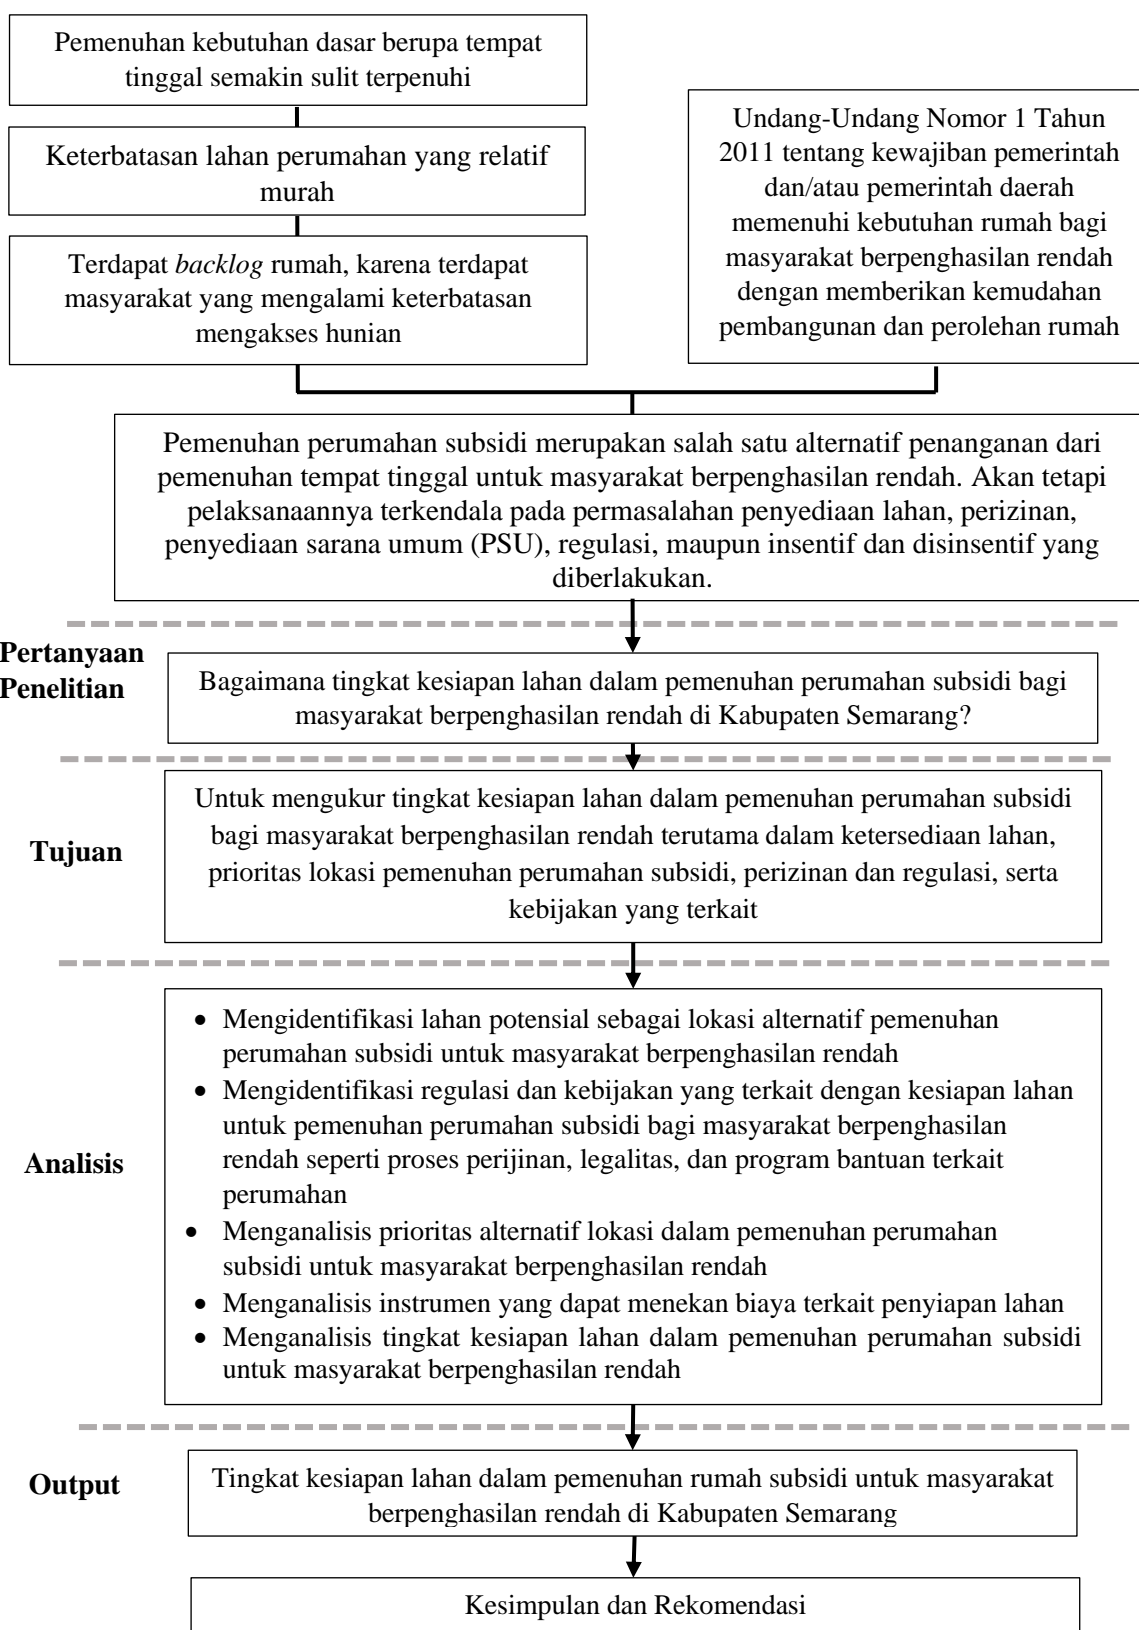 Pemenuhan kebutuhan dasar berupa tempat
tinggal semakin sulit terpenuhi
Keterbatasan lahan perumahan yang relatif
murah
Terdapat backlog rumah, karena terdapat
masyarakat yang mengalami keterbatasan
mengakses hunian
Undang-Undang Nomor 1 Tahun
2011 tentang kewajiban pemerintah
dan/atau pemerintah daerah
memenuhi kebutuhan rumah bagi
masyarakat berpenghasilan rendah
dengan memberikan kemudahan
pembangunan dan perolehan rumah
Pemenuhan perumahan subsidi merupakan salah satu alternatif penanganan dari
pemenuhan tempat tinggal untuk masyarakat berpenghasilan rendah. Akan tetapi
pelaksanaannya terkendala pada permasalahan penyediaan lahan, perizinan,
penyediaan sarana umum (PSU), regulasi, maupun insentif dan disinsentif yang
diberlakukan.
Pertanyaan
Penelitian
Bagaimana tingkat kesiapan lahan dalam pemenuhan perumahan subsidi bagi
masyarakat berpenghasilan rendah di Kabupaten Semarang?
Tujuan
Untuk mengukur tingkat kesiapan lahan dalam pemenuhan perumahan subsidi
bagi masyarakat berpenghasilan rendah terutama dalam ketersediaan lahan,
prioritas lokasi pemenuhan perumahan subsidi, perizinan dan regulasi, serta
kebijakan yang terkait
Analisis
• Mengidentifikasi lahan potensial sebagai lokasi alternatif pemenuhan
perumahan subsidi untuk masyarakat berpenghasilan rendah
• Mengidentifikasi regulasi dan kebijakan yang terkait dengan kesiapan lahan
untuk pemenuhan perumahan subsidi bagi masyarakat berpenghasilan
rendah seperti proses perijinan, legalitas, dan program bantuan terkait
perumahan
• Menganalisis prioritas alternatif lokasi dalam pemenuhan perumahan
subsidi untuk masyarakat berpenghasilan rendah
• Menganalisis instrumen yang dapat menekan biaya terkait penyiapan lahan
• Menganalisis tingkat kesiapan lahan dalam pemenuhan perumahan subsidi
untuk masyarakat berpenghasilan rendah
Output
Tingkat kesiapan lahan dalam pemenuhan rumah subsidi untuk masyarakat
berpenghasilan rendah di Kabupaten Semarang
Kesimpulan dan Rekomendasi